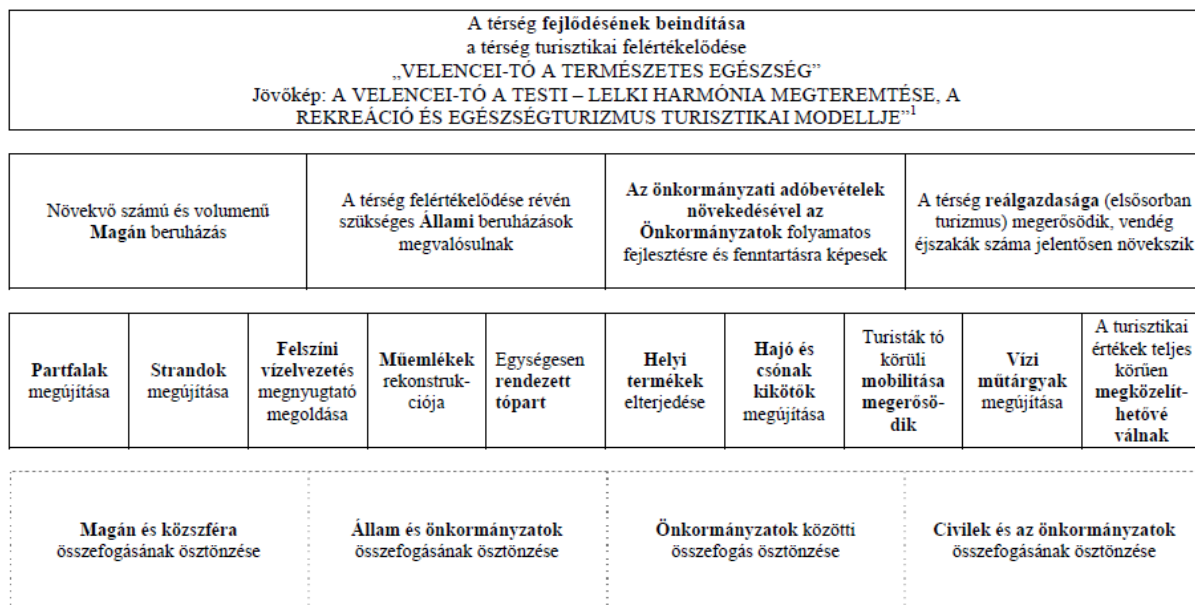 A térség fejlődésének beindítása
a térség turisztikai felértékelődése
„VELENCEI-TÓ A TERMÉSZETES EGÉSZSÉG”
Jövőkép: A VELENCEI-TÓ A TESTI – LELKI HARMÓNIA MEGTEREMTÉSE, A
REKREÁCIÓ ÉS EGÉSZSÉGTURIZMUS TURISZTIKAI MODELLJE”1
Növekvő számú és volumenű
Magán beruházás
A térség felértékelődése révén
szükséges Állami beruházások
megvalósulnak
Az önkormányzati adóbevételek
növekedésével az
Önkormányzatok folyamatos
fejlesztésre és fenntartásra képesek
A térség reálgazdasága (elsősorban
turizmus) megerősödik, vendég
éjszakák száma jelentősen növekszik
Partfalak
megújítása
Strandok
megújítása
Felszíni
vízelvezetés
megnyugtató
megoldása
Műemlékek
rekonstruk-
ciója
Egységesen
rendezett
tópart
Helyi
termékek
elterjedése
Hajó és
csónak
kikötők
megújítása
Turisták tó
körüli
mobilitása
megerősö-
dik
Vízi
műtárgyak
megújítása
A turisztikai
értékek teljes
körűen
megközelít-
hetővé
válnak
Magán és közszféra
összefogásának ösztönzése
Állam és önkormányzatok
összefogásának ösztönzése
Önkormányzatok közötti
összefogás ösztönzése
Civilek és az önkormányzatok
összefogásának ösztönzése